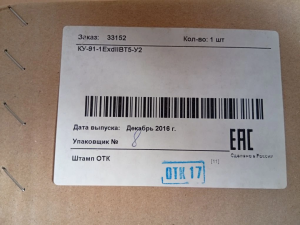 Заказ: 33152 Кол-во: 1 шт
КУ-91-1ExdIIBT5-У2
Дата выпуска: Декабрь 2016 г.
Упаковщик № 8
EAC
Сделано в России
Штамп ОТК
ОТК 17